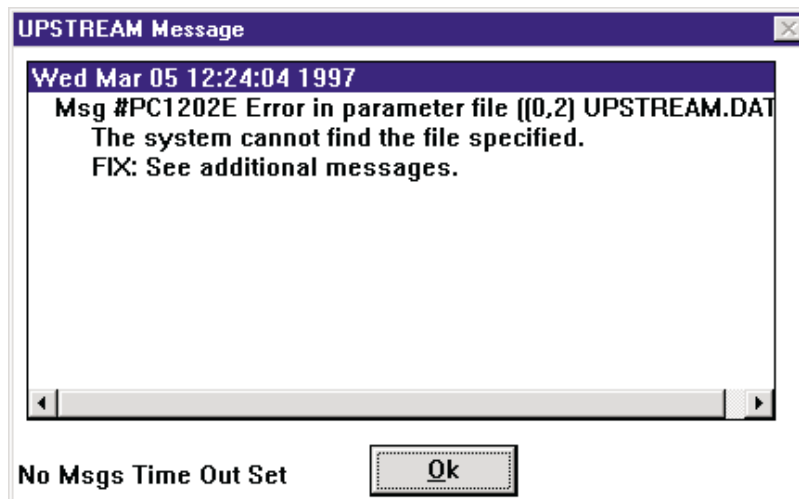 UPSTREAM Message
Wed Mar 05 12:24:04 1997
Msg #PC1202E Error in parameter file ((0,2) UPSTREAM.DAT
The system cannot find the file specified.
FIX: See additional messages.
No Msgs Time Out Set
Ok